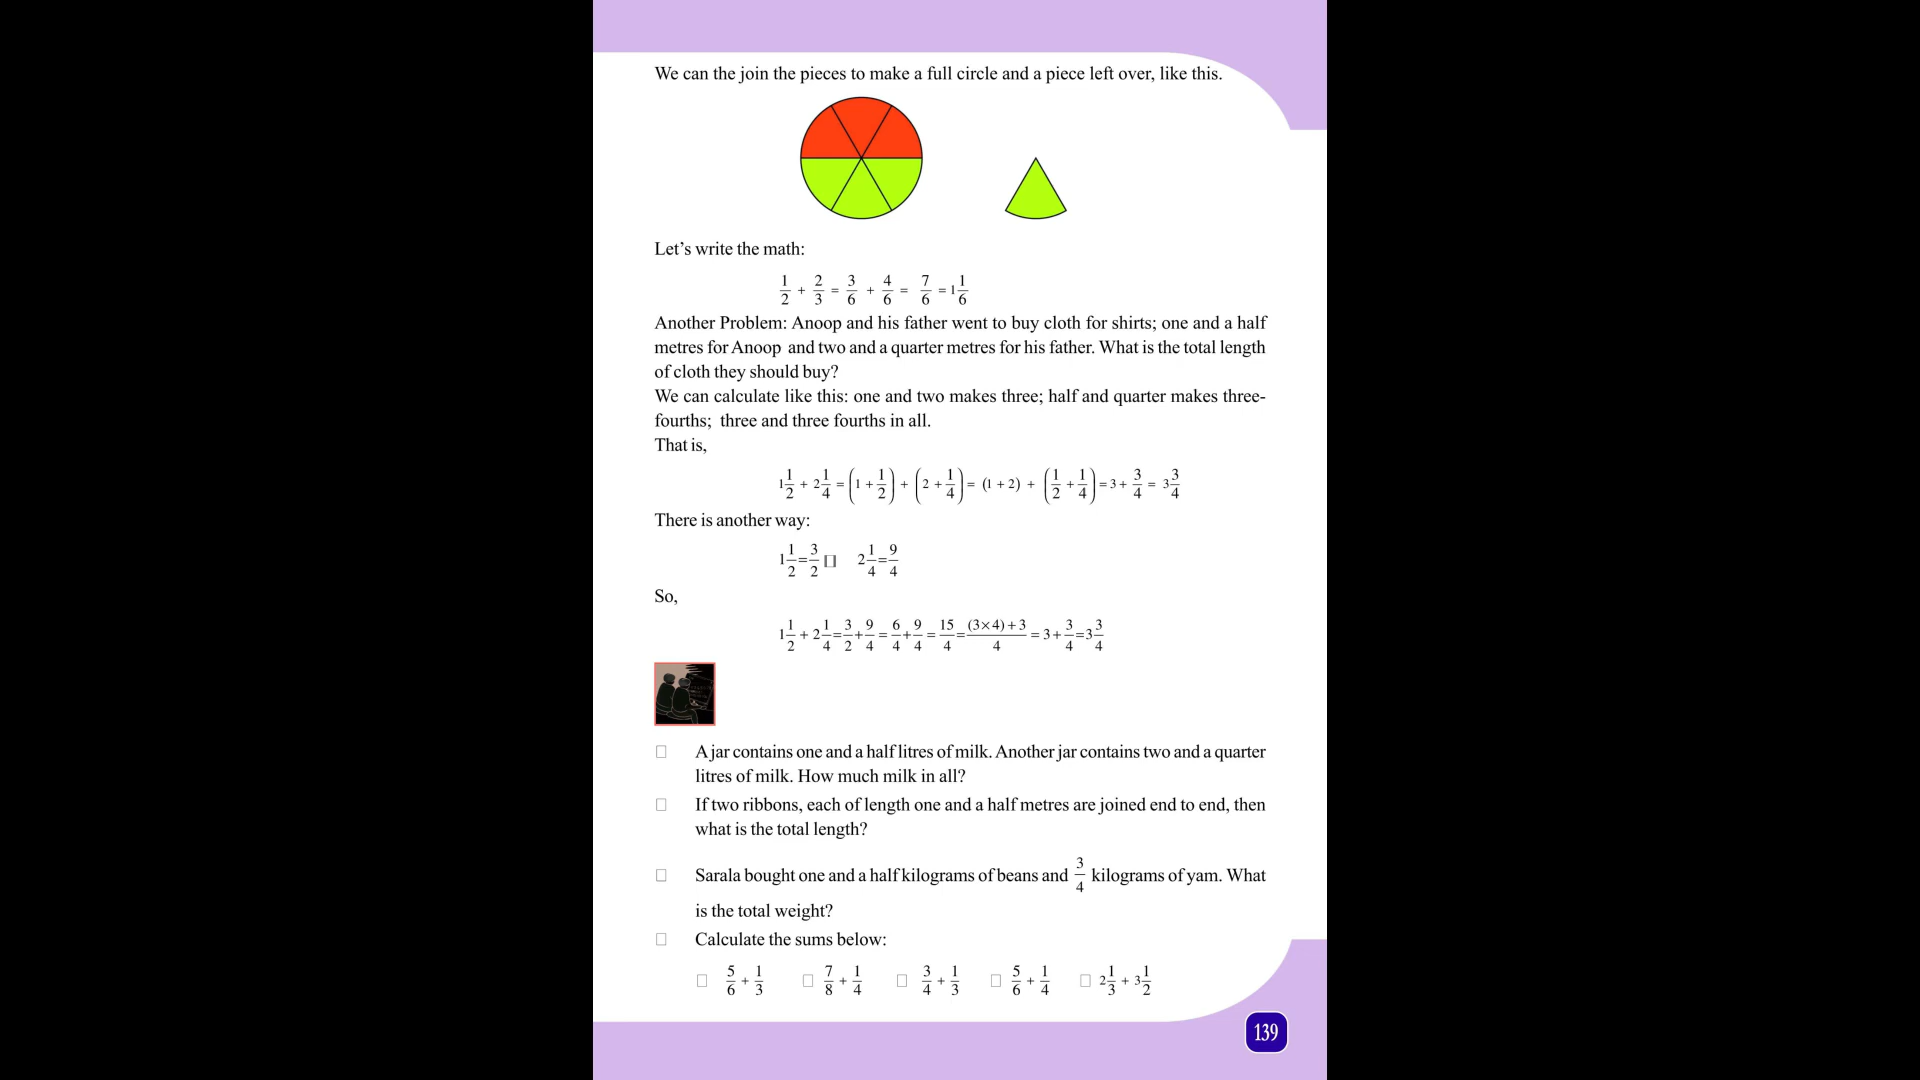 We can the join the pieces to make a full circle and a piece left over, like this.
Let’s write the math:
1/2 + 2/3 = 3/6 + 4/6 = 7/6 = 1 1/6
Another Problem: Anoop and his father went to buy cloth for shirts; one and a half
metres for Anoop and two and a quarter metres for his father. What is the total length
of cloth they should buy?
We can calculate like this: one and two makes three; half and quarter makes three-
fourths; three and three fourths in all.
That is,
1 1/2 + 2 1/4 = (1 + 1/2) + (2 + 1/4) = (1 + 2) + (1/2 + 1/4) = 3 + 3/4 = 3 3/4
There is another way:
1 1/2 = 3/2 2 1/4 = 9/4
So,
1 1/2 + 2 1/4 = 3/2 + 9/4 = 6/4 + 9/4 = 15/4 = ((3×4)+3)/4 = 3 + 3/4 = 3 3/4
A jar contains one and a half litres of milk. Another jar contains two and a quarter
litres of milk. How much milk in all?
If two ribbons, each of length one and a half metres are joined end to end, then
what is the total length?
Sarala bought one and a half kilograms of beans and 3/4 kilograms of yam. What
is the total weight?
Calculate the sums below:
5/6 + 1/3 7/8 + 1/4 3/4 + 1/3 5/6 + 1/4 2 1/3 + 3 1/2
139